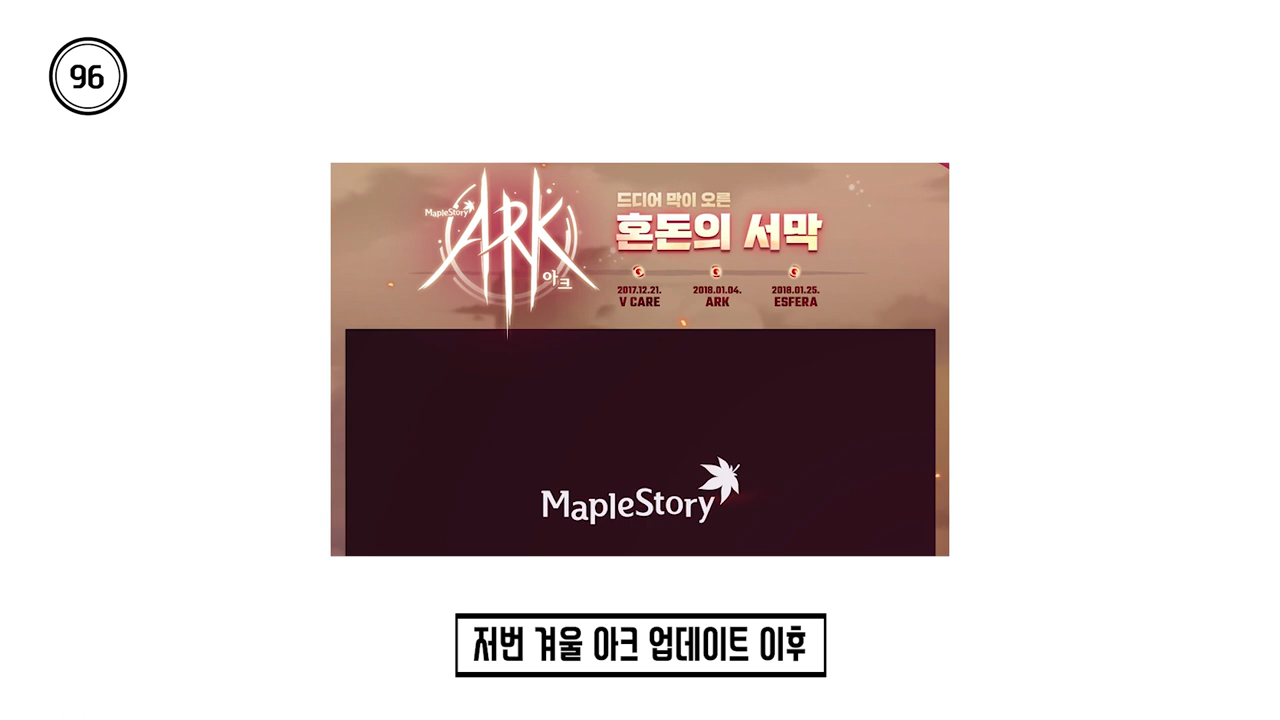 96
MapleStory
ARK
아크
드디어 막이 오른
혼돈의 서막
2017.12.21.
V CARE
2018.01.04.
ARK
2018.01.25.
ESFERA
MapleStory
저번 겨울 아크 업데이트 이후